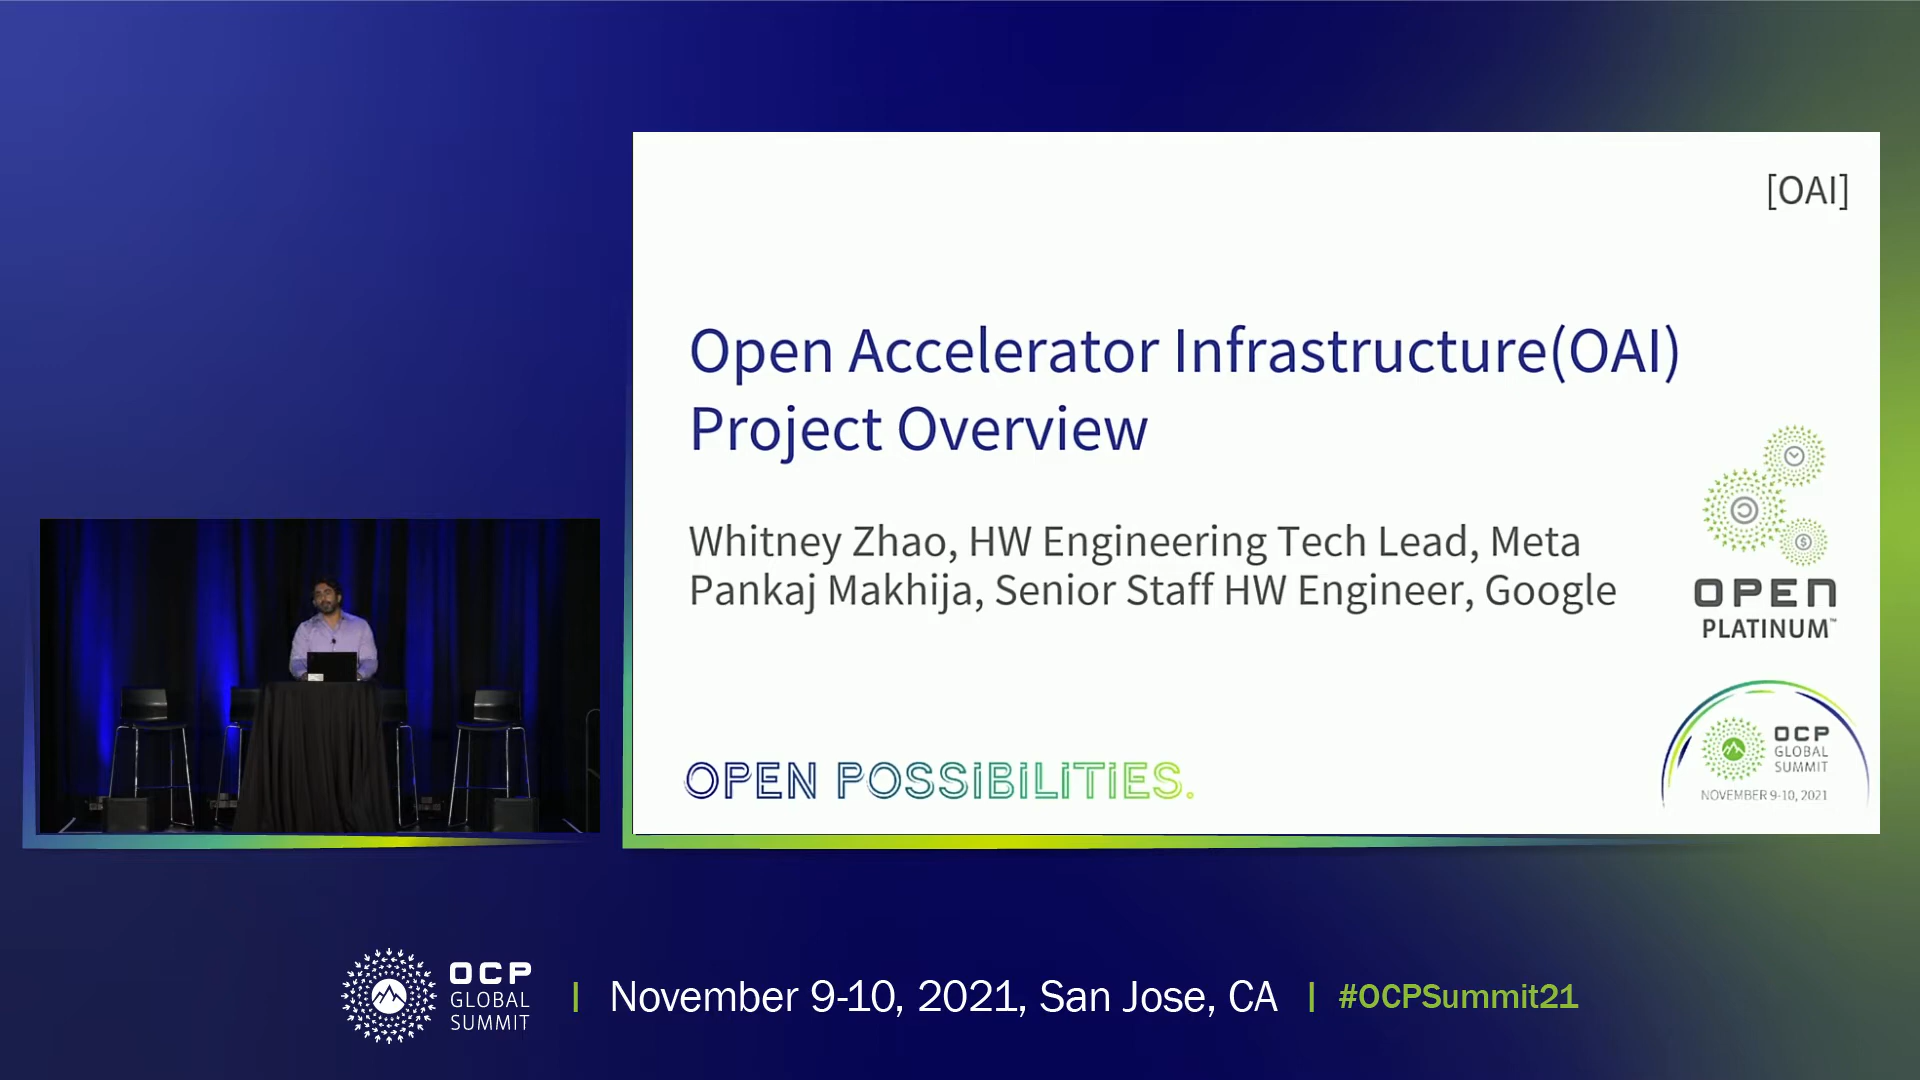 [OAI]
Open Accelerator Infrastructure(OAI)
Project Overview
Whitney Zhao, HW Engineering Tech Lead, Meta
Pankaj Makhija, Senior Staff HW Engineer, Google
OPEN
PLATINUM™
OPEN POSSIBILITIES.
OCP
GLOBAL
SUMMIT
NOVEMBER 9-10, 2021
OCP
GLOBAL
SUMMIT
November 9-10, 2021, San Jose, CA
#OCPSummit21